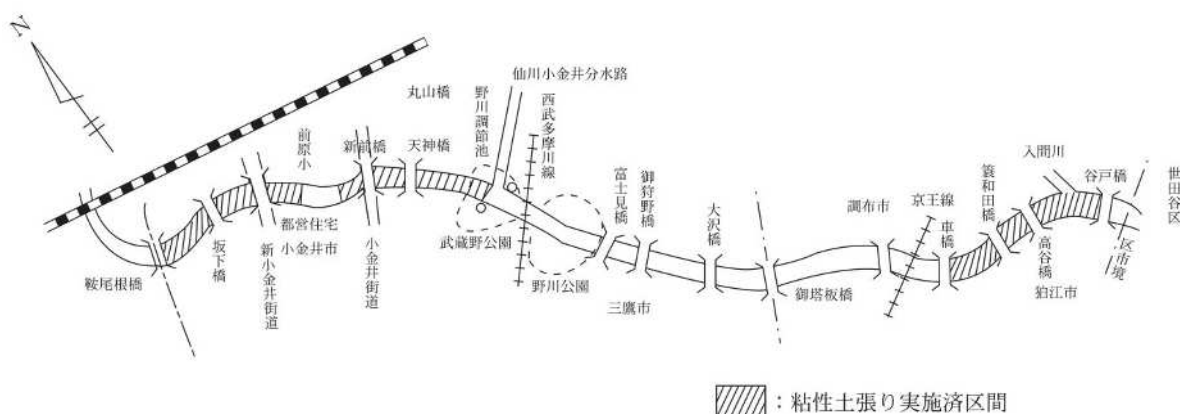 N
仙川小金井分水路
丸山橋
野川調節池
西武多摩川線
前原小
新前橋
天神橋
富士見橋
御狩野橋
入間川
谷戸橋
世田谷区
簑和田橋
大沢橋
調布市
京王線
車橋
都営住宅
武蔵野公園
坂下橋
小金井市
高谷橋
区市境
鞍尾根橋
新小金井街道
小金井街道
野川公園
御塔板橋
狛江市
三鷹市
：粘性土張り実施済区間